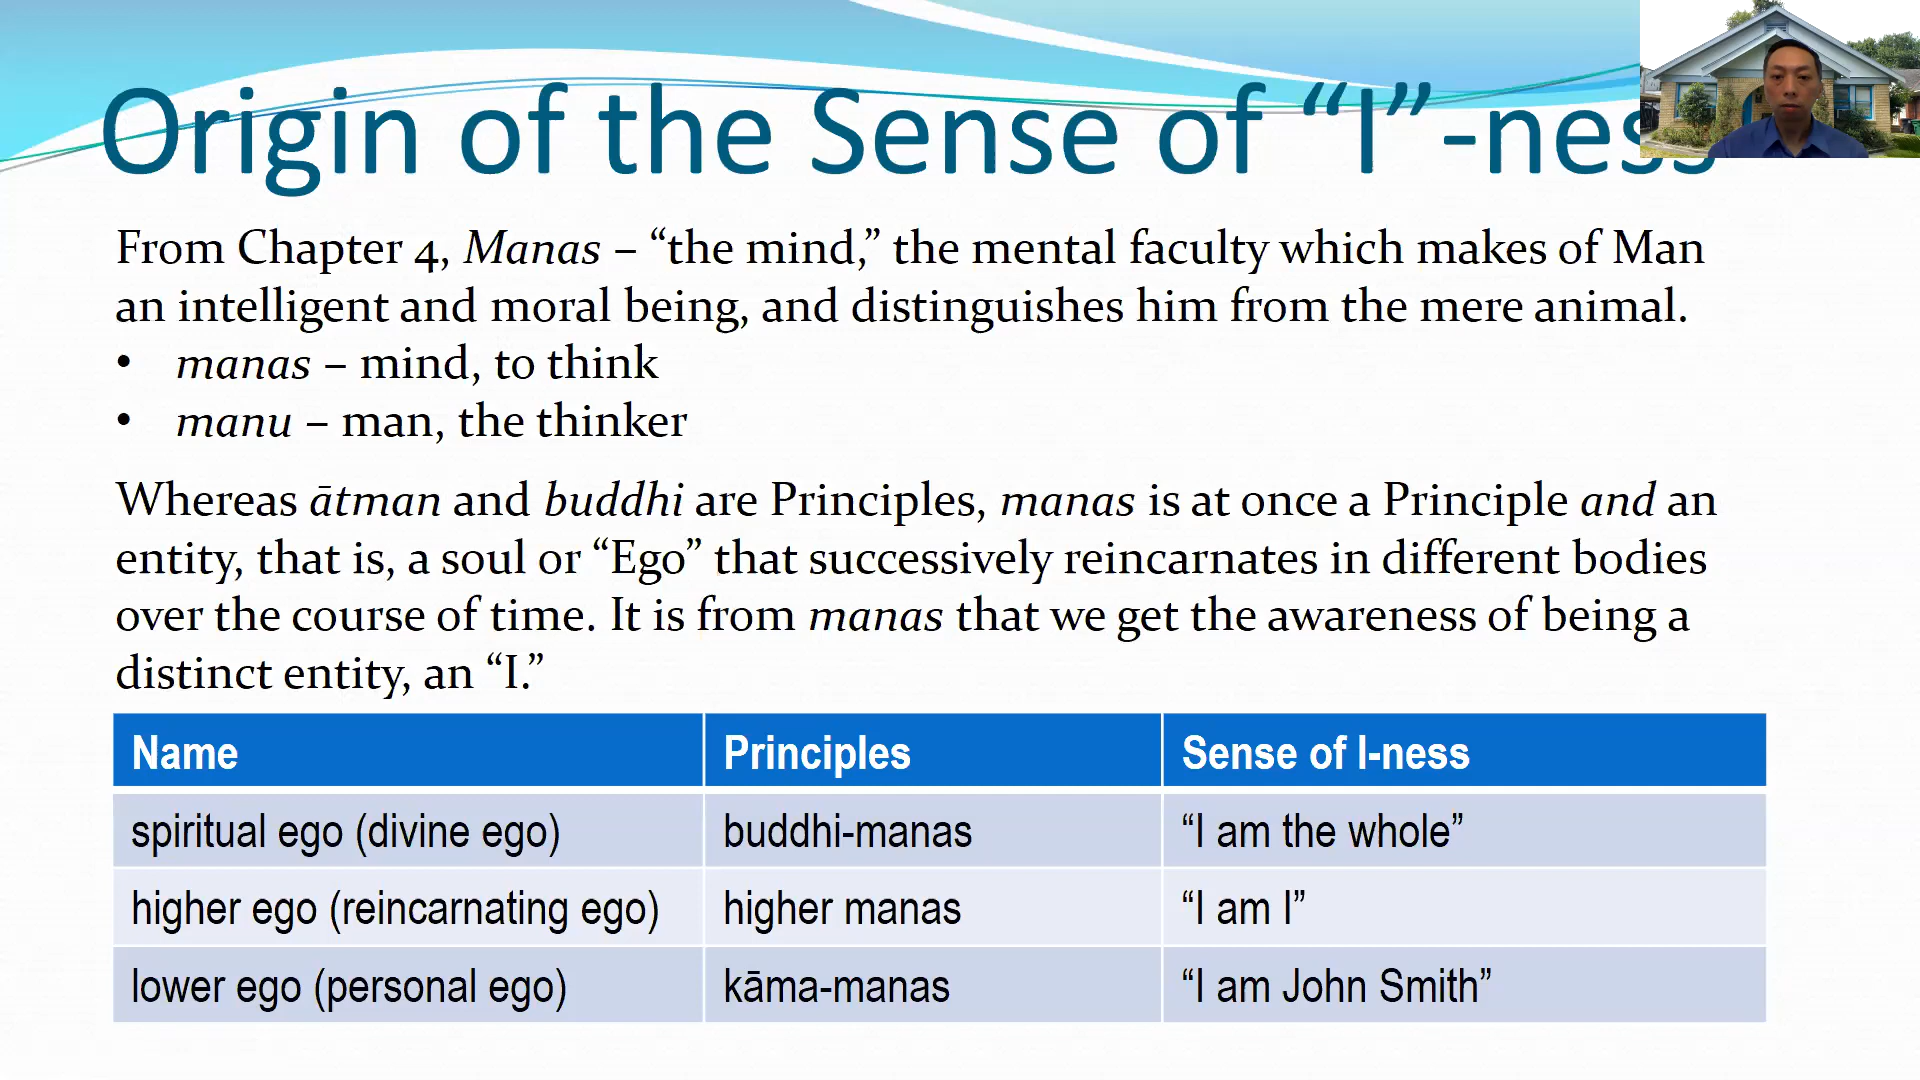 Origin of the Sense of “I”-ness
From Chapter 4, Manas – “the mind,” the mental faculty which makes of Man
an intelligent and moral being, and distinguishes him from the mere animal.
• manas – mind, to think
• manu – man, the thinker
Whereas ātman and buddhi are Principles, manas is at once a Principle and an
entity, that is, a soul or “Ego” that successively reincarnates in different bodies
over the course of time. It is from manas that we get the awareness of being a
distinct entity, an “I.”
Name Principles Sense of I-ness
spiritual ego (divine ego) buddhi-manas “I am the whole”
higher ego (reincarnating ego) higher manas “I am I”
lower ego (personal ego) kāma-manas “I am John Smith”